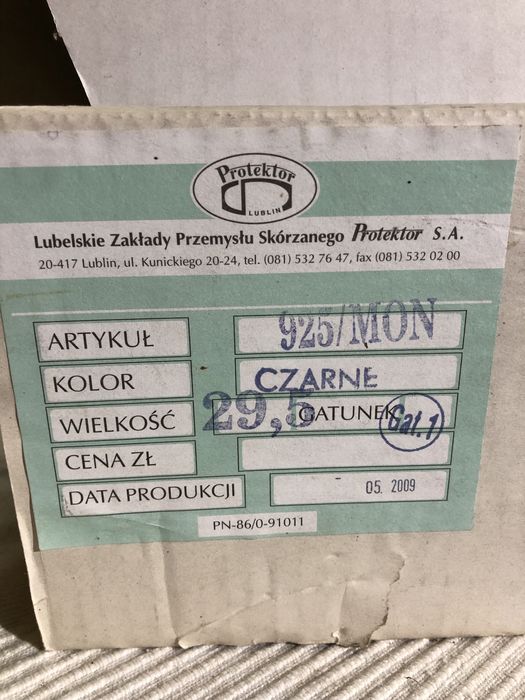 Protektor
LUBLIN
Lubelskie Zakłady Przemysłu Skórzanego Protektor S.A.
20-417 Lublin, ul. Kunickiego 20-24, tel. (081) 532 76 47, fax (081) 532 02 00
ARTYKUŁ 925/MON
KOLOR CZARNE
WIELKOŚĆ 29,5 GATUNEK Gat.1
CENA ZŁ
DATA PRODUKCJI 05. 2009
PN-86/0-91011